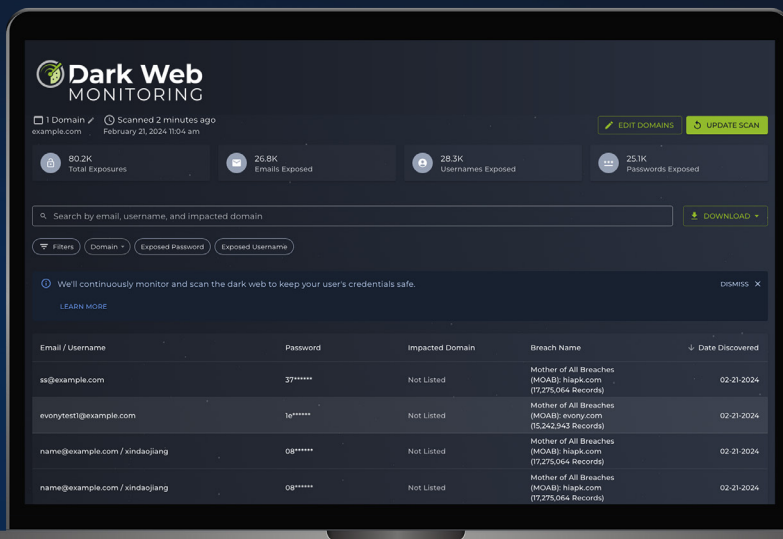 Dark Web
MONITORING
1 Domain
Scanned 2 minutes ago
example.com
February 21, 2024 11:04 am
EDIT DOMAINS
UPDATE SCAN
80.2K
Total Exposures
26.8K
Emails Exposed
28.3K
Usernames Exposed
25.1K
Passwords Exposed
Search by email, username, and impacted domain
DOWNLOAD
Filters
Domain
Exposed Password
Exposed Username
We'll continuously monitor and scan the dark web to keep your user's credentials safe.
DISMISS X
LEARN MORE
Email / Username Password Impacted Domain Breach Name Date Discovered
ss@example.com 37****** Not Listed
Mother of All Breaches
(MOAB): hiapk.com
(17,275,064 Records)
02-21-2024
evonytest1@example.com 1e****** Not Listed
Mother of All Breaches
(MOAB): evony.com
(15,242,943 Records)
02-21-2024
name@example.com / xindaojiang 08****** Not Listed
Mother of All Breaches
(MOAB): hiapk.com
(17,275,064 Records)
02-21-2024
name@example.com / xindaojiang 08****** Not Listed
Mother of All Breaches
(MOAB): hiapk.com
(17,275,064 Records)
02-21-2024